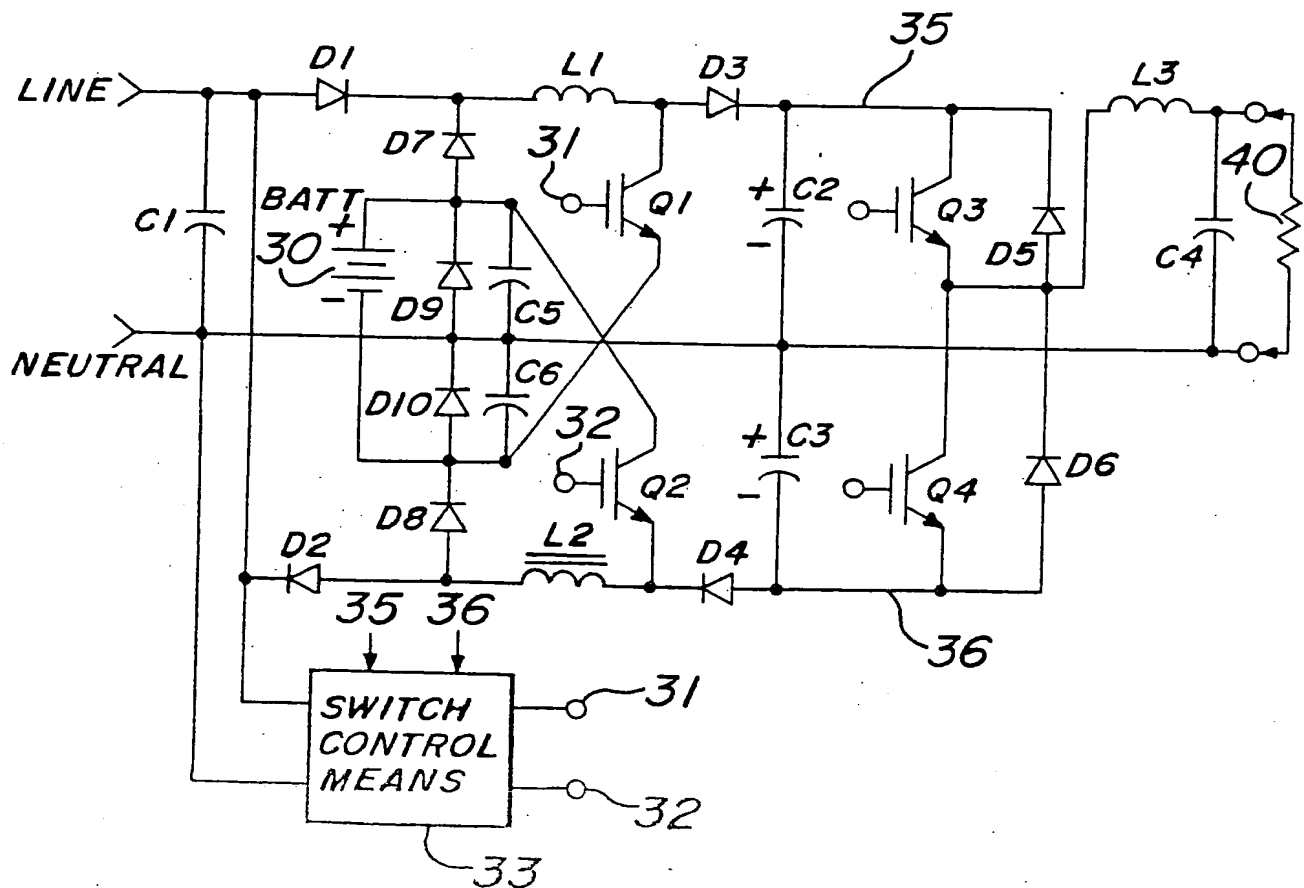 35
D1
L1
D3
L3
LINE
D7
31
40
BATT
+
C1
30
-
Q1
+ C2
-
Q3
D5
C4
D9
C5
NEUTRAL
C6
D10
32
+ C3
-
Q2
Q4
D6
D8
L2
D2
D4
35 36
36
SWITCH
CONTROL
MEANS
31
32
33